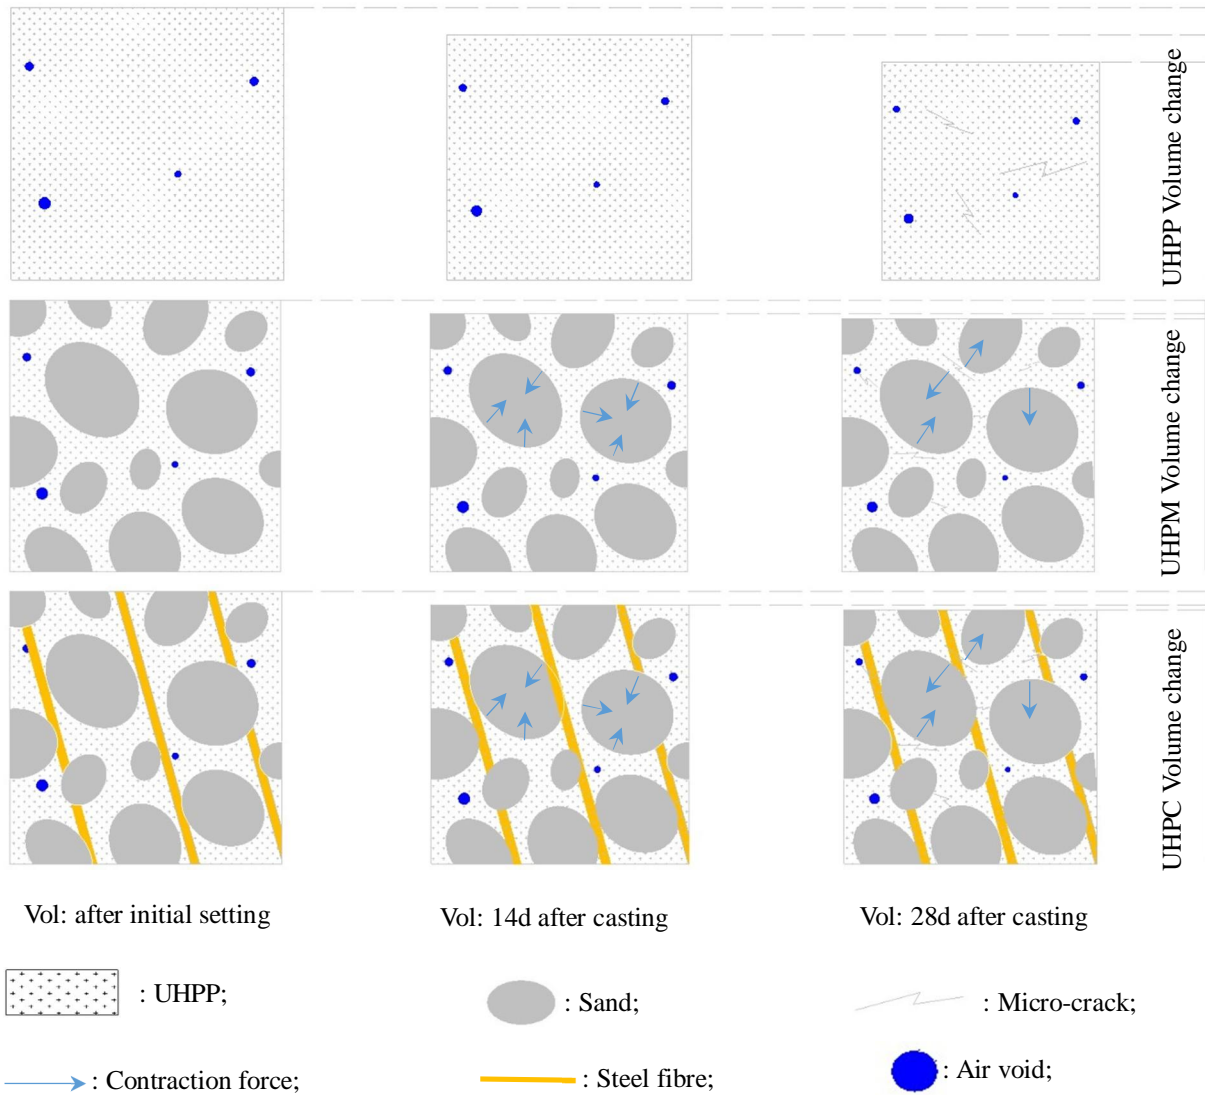 UHPP Volume change
UHPM Volume change
UHPC Volume change
Vol: after initial setting
Vol: 14d after casting
Vol: 28d after casting
: UHPP;
: Sand;
: Micro-crack;
: Contraction force;
: Steel fibre;
: Air void;